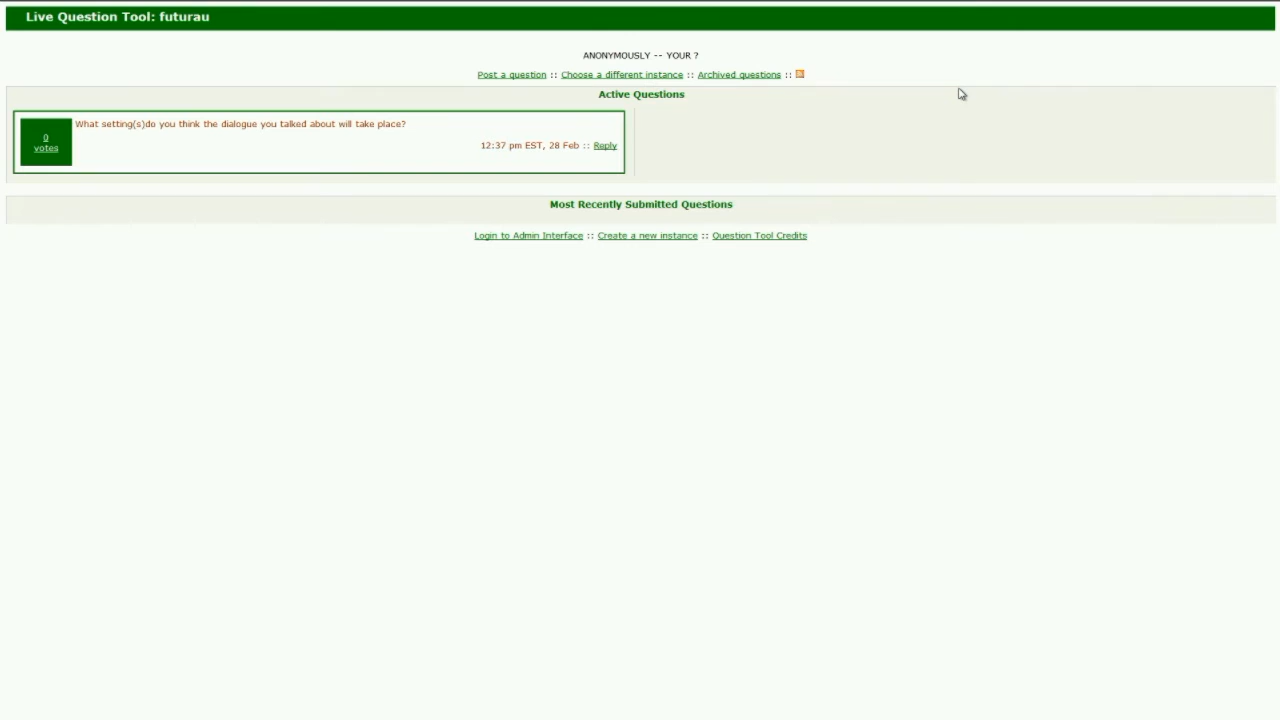 Live Question Tool: futurau
ANONYMOUSLY -- YOUR ?
Post a question :: Choose a different instance :: Archived questions ::
Active Questions
0
votes
What setting(s)do you think the dialogue you talked about will take place?
12:37 pm EST, 28 Feb :: Reply
Most Recently Submitted Questions
Login to Admin Interface :: Create a new instance :: Question Tool Credits